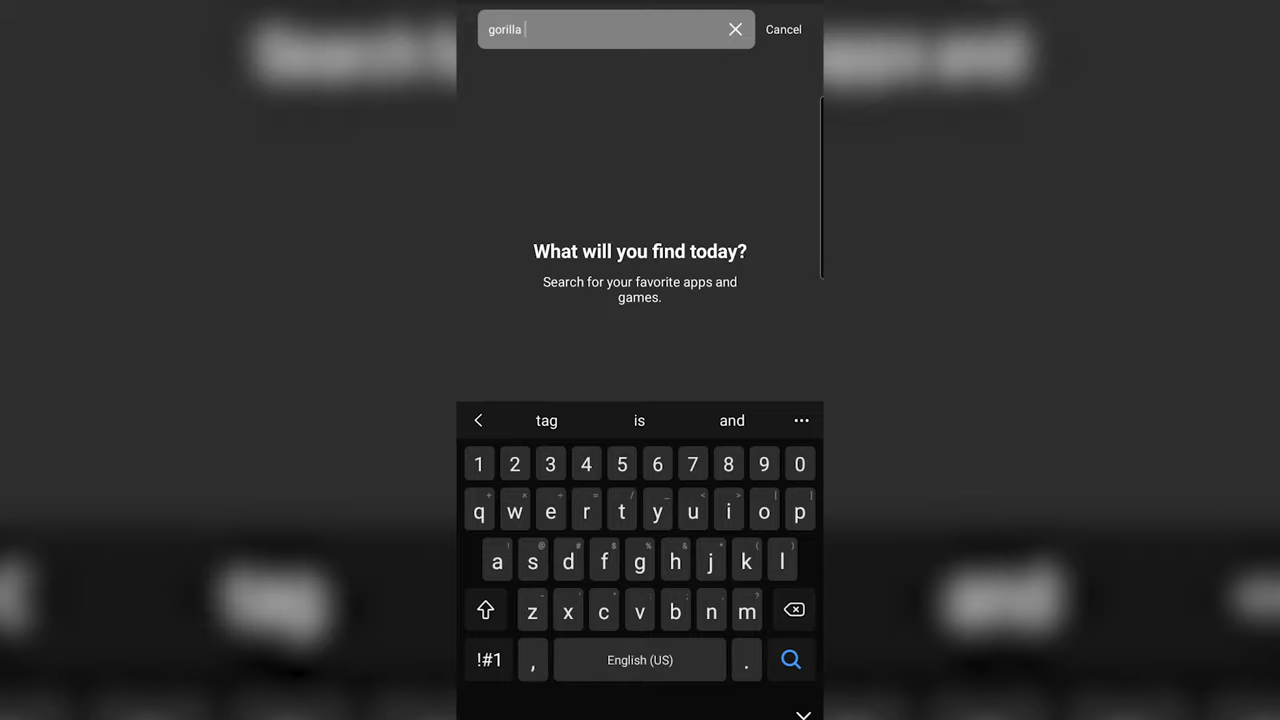 gorilla
Cancel
What will you find today?
Search for your favorite apps and
games.
tag is and
1 2 3 4 5 6 7 8 9 0
q w e r t y u i o p
a s d f g h j k l
z x c v b n m
!#1 , English (US) .